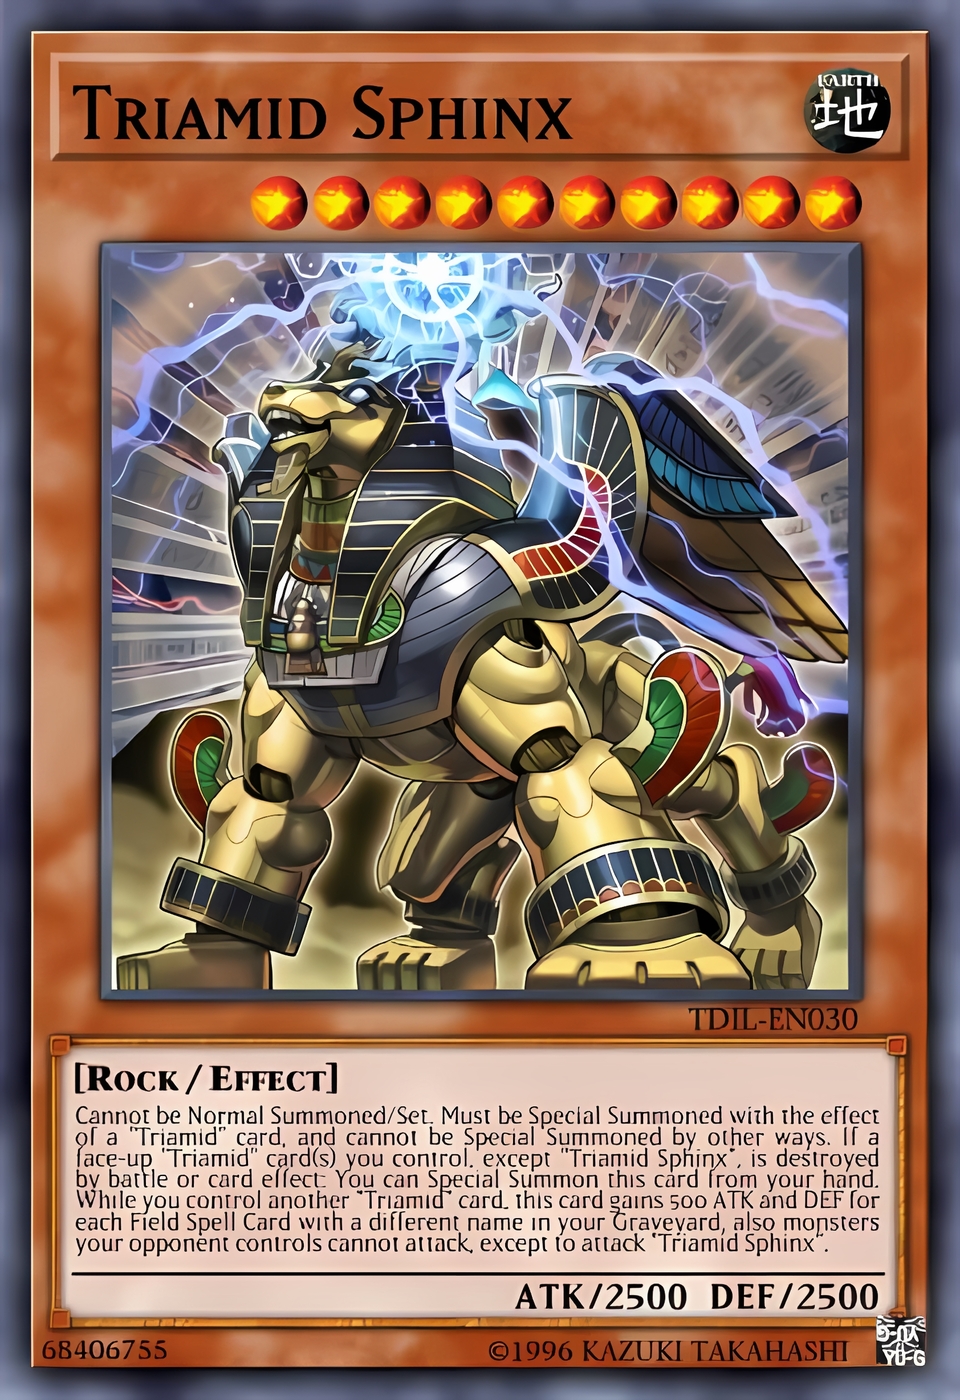 TRIAMID SPHINX
EARTH
地
TDIL-EN030
[ROCK / EFFECT]
Cannot be Normal Summoned/Set. Must be Special Summoned with the effect
of a "Triamid" card, and cannot be Special Summoned by other ways. If a
face-up "Triamid" card(s) you control, except "Triamid Sphinx", is destroyed
by battle or card effect: You can Special Summon this card from your hand.
While you control another "Triamid" card, this card gains 500 ATK and DEF for
each Field Spell Card with a different name in your Graveyard, also monsters
your opponent controls cannot attack, except to attack "Triamid Sphinx".
ATK/2500 DEF/2500
68406755
©1996 KAZUKI TAKAHASHI